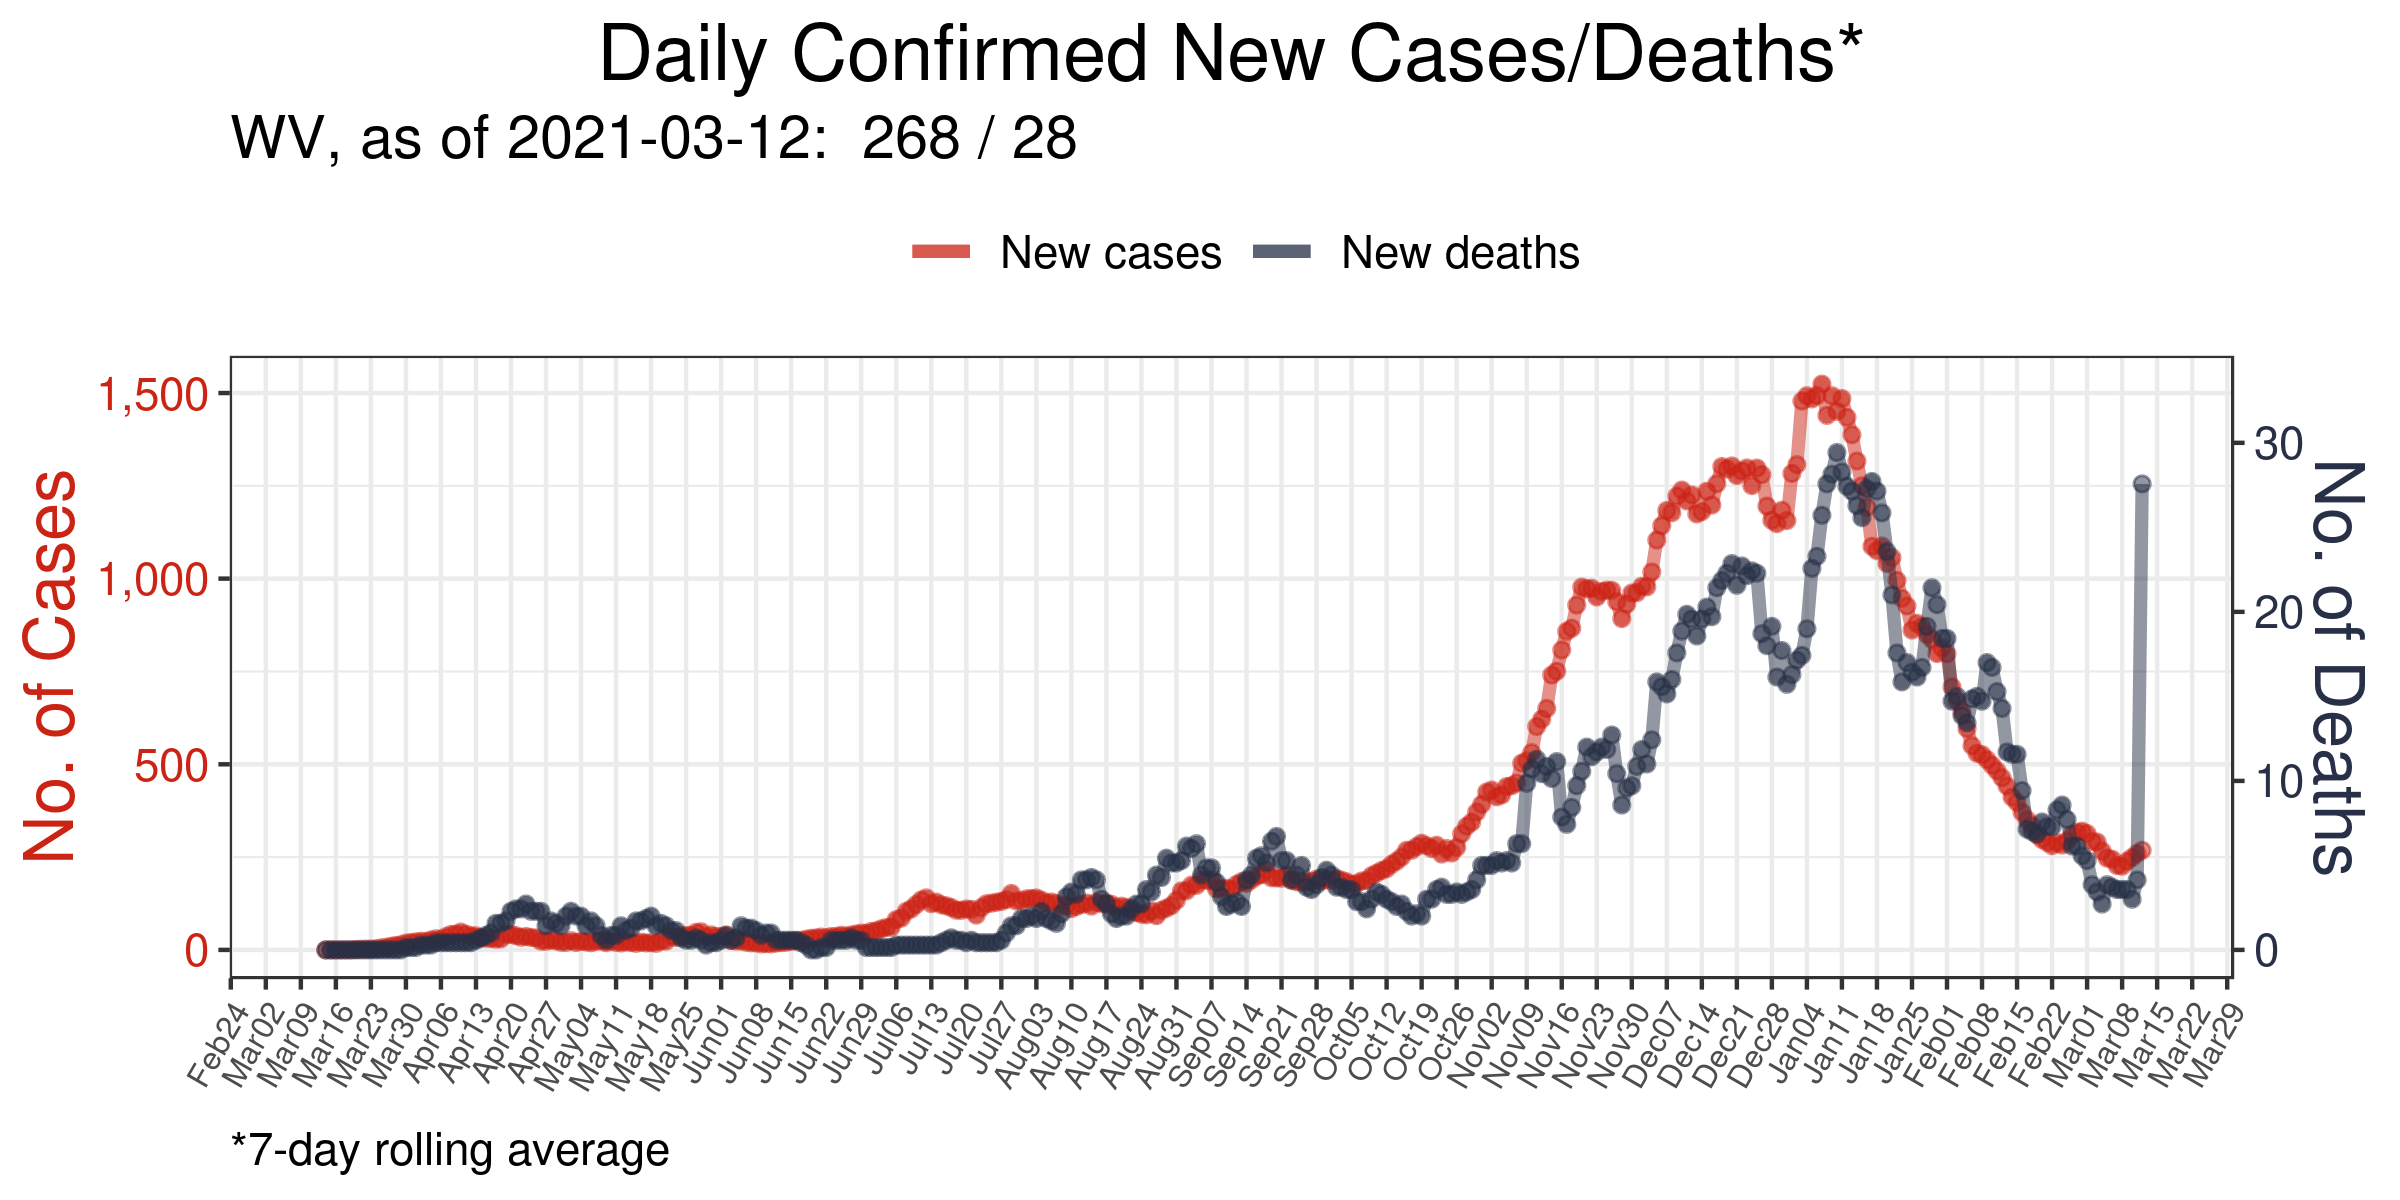 Daily Confirmed New Cases/Deaths*
WV, as of 2021-03-12:  268 / 28
New cases New deaths
No. of Cases
1,500
1,000
500
0
30
20
10
0
No. of Deaths
Feb24 Mar02 Mar09 Mar16 Mar23 Mar30 Apr06 Apr13 Apr20 Apr27 May04 May11 May18 May25 Jun01 Jun08 Jun15 Jun22 Jun29 Jul06 Jul13 Jul20 Jul27 Aug03 Aug10 Aug17 Aug24 Aug31 Sep07 Sep14 Sep21 Sep28 Oct05 Oct12 Oct19 Oct26 Nov02 Nov09 Nov16 Nov23 Nov30 Dec07 Dec14 Dec21 Dec28 Jan04 Jan11 Jan18 Jan25 Feb01 Feb08 Feb15 Feb22 Mar01 Mar08 Mar15 Mar22 Mar29
*7-day rolling average